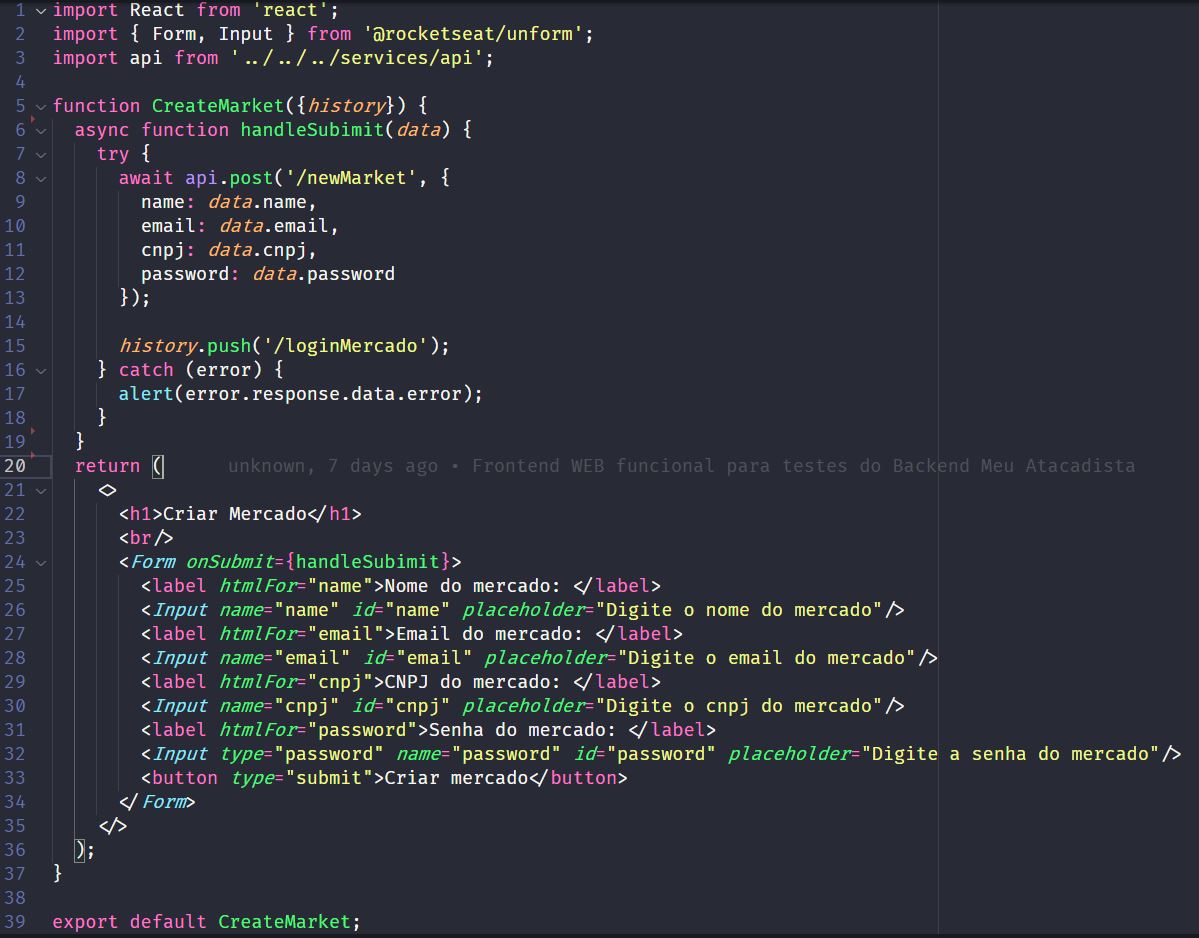 1 import React from 'react';
2 import { Form, Input } from '@rocketseat/unform';
3 import api from '../../../services/api';
4
5 function CreateMarket({history}) {
6 async function handleSubimit(data) {
7 try {
8 await api.post('/newMarket', {
9 name: data.name,
10 email: data.email,
11 cnpj: data.cnpj,
12 password: data.password
13 });
14
15 history.push('/loginMercado');
16 } catch (error) {
17 alert(error.response.data.error);
18 }
19 }
20 return ( unknown, 7 days ago • Frontend WEB funcional para testes do Backend Meu Atacadista
21 <>
22 <h1>Criar Mercado</h1>
23 <br/>
24 <Form onSubmit={handleSubimit}>
25 <label htmlFor="name">Nome do mercado: </label>
26 <Input name="name" id="name" placeholder="Digite o nome do mercado"/>
27 <label htmlFor="email">Email do mercado: </label>
28 <Input name="email" id="email" placeholder="Digite o email do mercado"/>
29 <label htmlFor="cnpj">CNPJ do mercado: </label>
30 <Input name="cnpj" id="cnpj" placeholder="Digite o cnpj do mercado"/>
31 <label htmlFor="password">Senha do mercado: </label>
32 <Input type="password" name="password" id="password" placeholder="Digite a senha do mercado"/>
33 <button type="submit">Criar mercado</button>
34 </Form>
35 </>
36 );
37 }
38
39 export default CreateMarket;